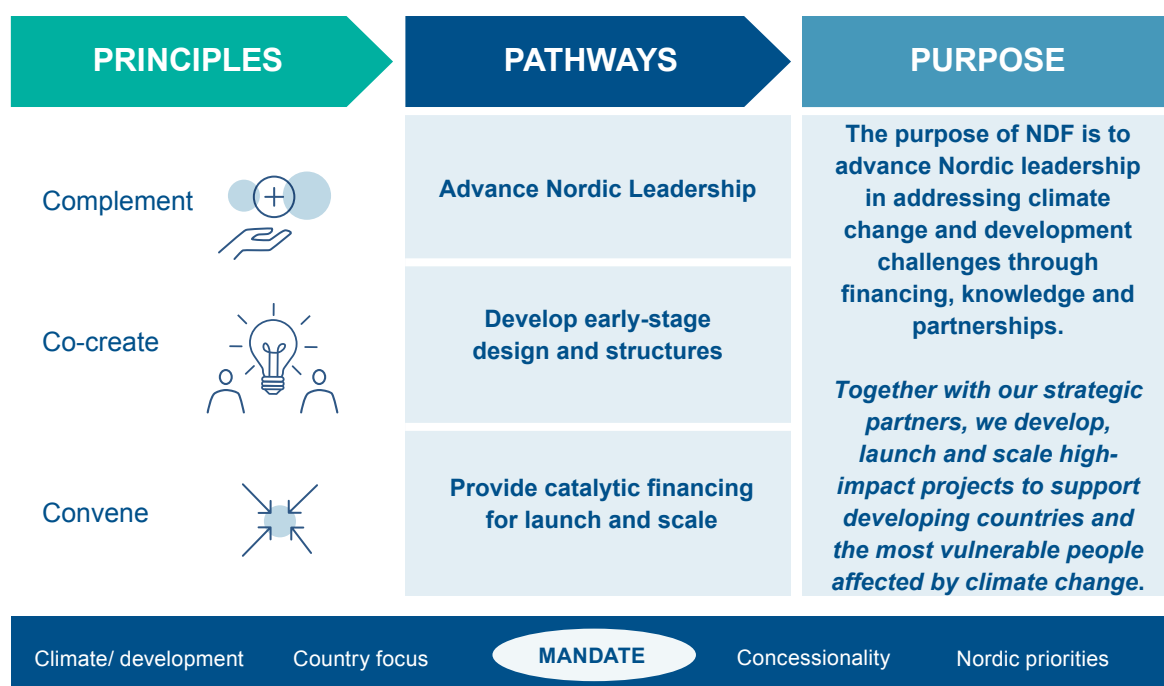 PRINCIPLES
PATHWAYS
PURPOSE
Complement
Co-create
Convene
Advance Nordic Leadership
Develop early-stage
design and structures
Provide catalytic financing
for launch and scale
The purpose of NDF is to
advance Nordic leadership
in addressing climate
change and development
challenges through
financing, knowledge and
partnerships.
Together with our strategic
partners, we develop,
launch and scale high-
impact projects to support
developing countries and
the most vulnerable people
affected by climate change.
Climate/ development
Country focus
MANDATE
Concessionality
Nordic priorities